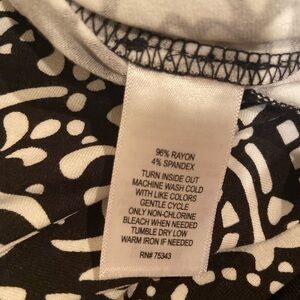 96% RAYON
4% SPANDEX
TURN INSIDE OUT
MACHINE WASH COLD
WITH LIKE COLORS
GENTLE CYCLE
ONLY NON-CHLORINE
BLEACH WHEN NEEDED
TUMBLE DRY LOW
WARM IRON IF NEEDED
RN# 75343